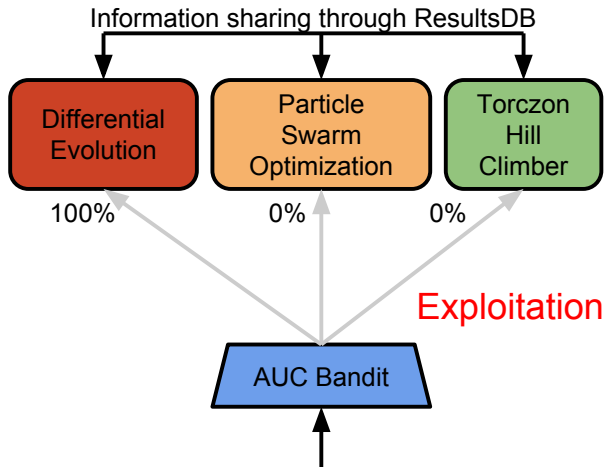 Information sharing through ResultsDB
Differential
Evolution
Particle
Swarm
Optimization
Torczon
Hill
Climber
100%
0%
0%
Exploitation
AUC Bandit